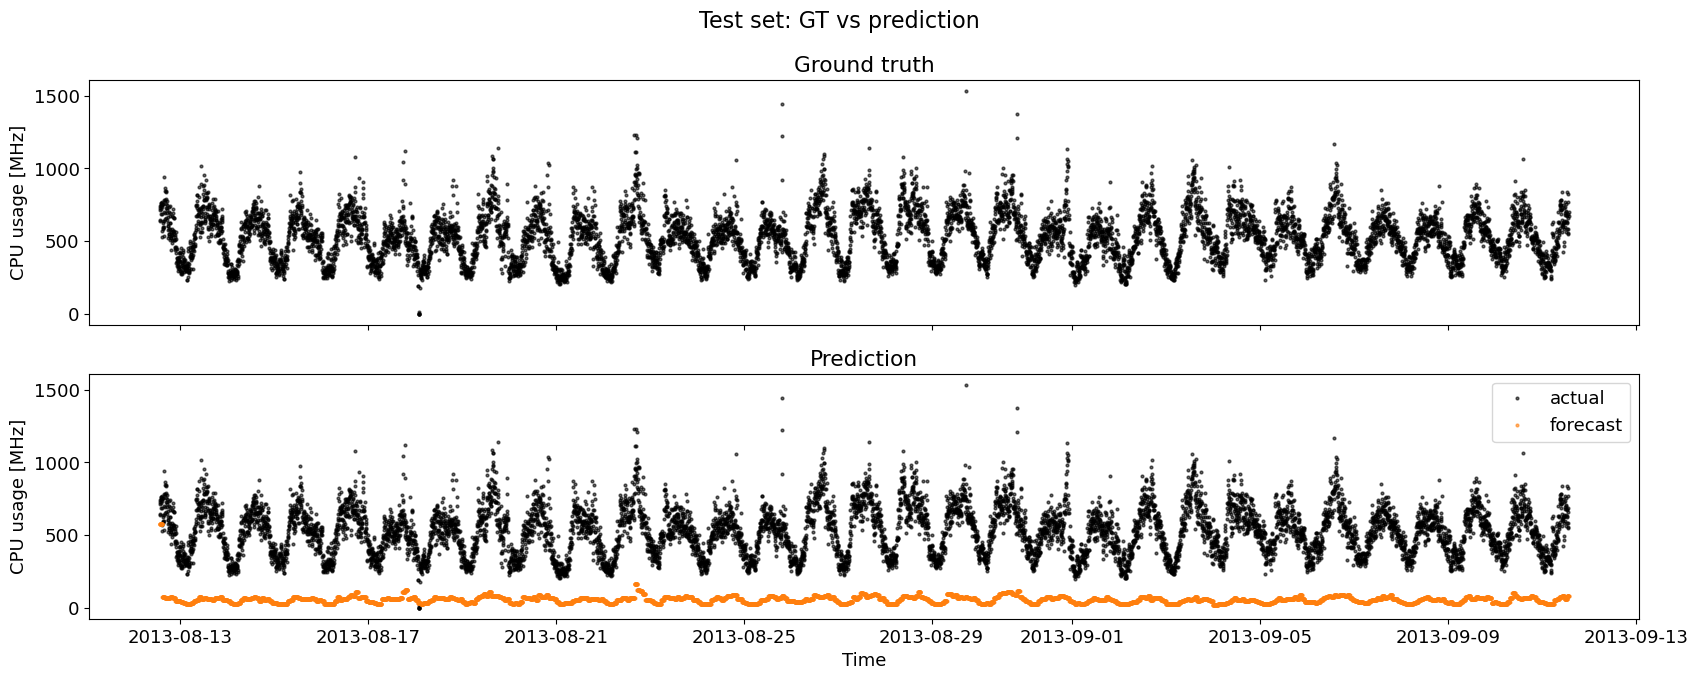 Test set: GT vs prediction
Ground truth
1500
1000
500
0
CPU usage [MHz]
Prediction
1500
1000
500
0
CPU usage [MHz]
actual
forecast
2013-08-13 2013-08-17 2013-08-21 2013-08-25 2013-08-29 2013-09-01 2013-09-05 2013-09-09 2013-09-13
Time